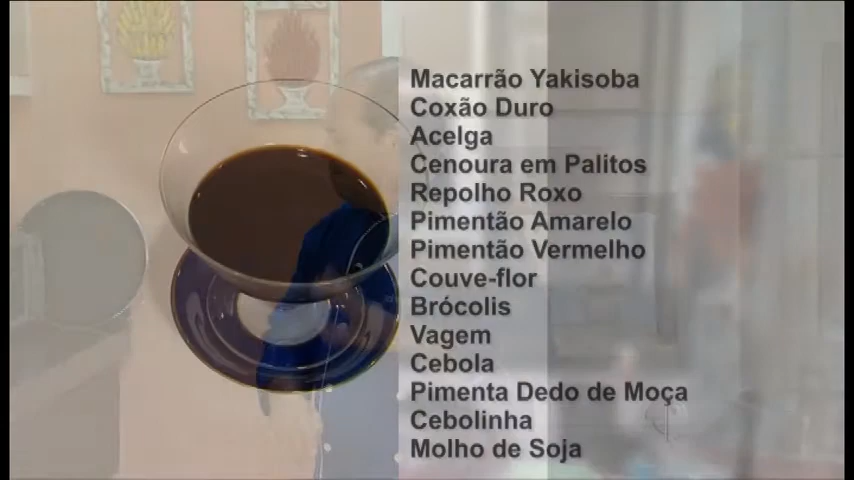 Macarrão Yakisoba
Coxão Duro
Acelga
Cenoura em Palitos
Repolho Roxo
Pimentão Amarelo
Pimentão Vermelho
Couve-flor
Brócolis
Vagem
Cebola
Pimenta Dedo de Moça
Cebolinha
Molho de Soja